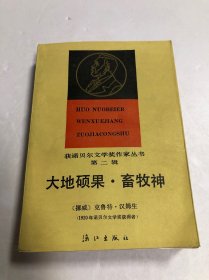 HUO NUOBEIER
WENXUEJIANG
ZUOJIACONGSHU
获诺贝尔文学奖作家丛书
第二辑
大地硕果·畜牧神
〔挪威〕克鲁特·汉姆生
(1920年诺贝尔文学奖获得者)
漓江出版社